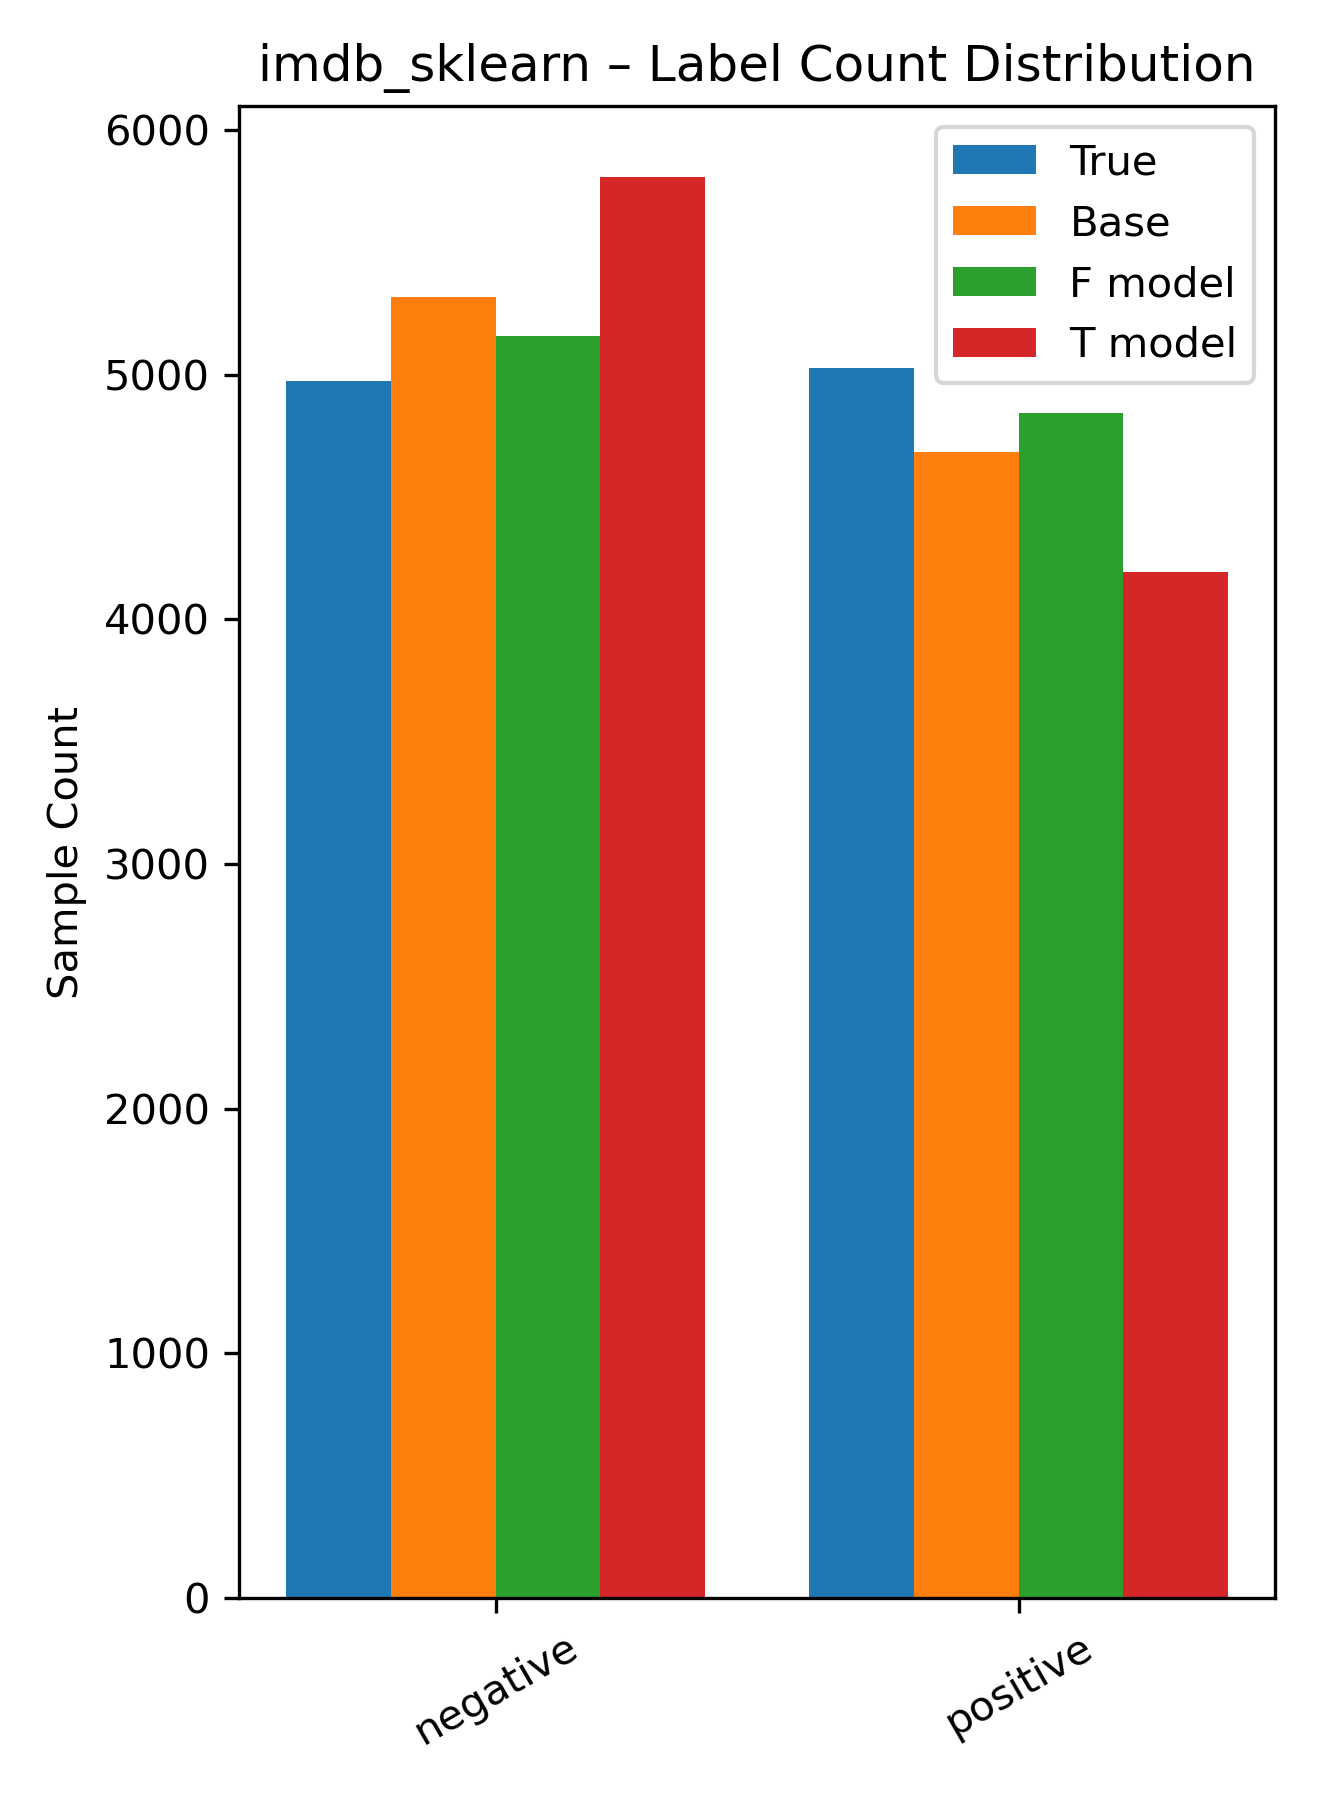 imdb_sklearn – Label Count Distribution
6000
5000
4000
3000
2000
1000
0
Sample Count
True
Base
F model
T model
negative
positive